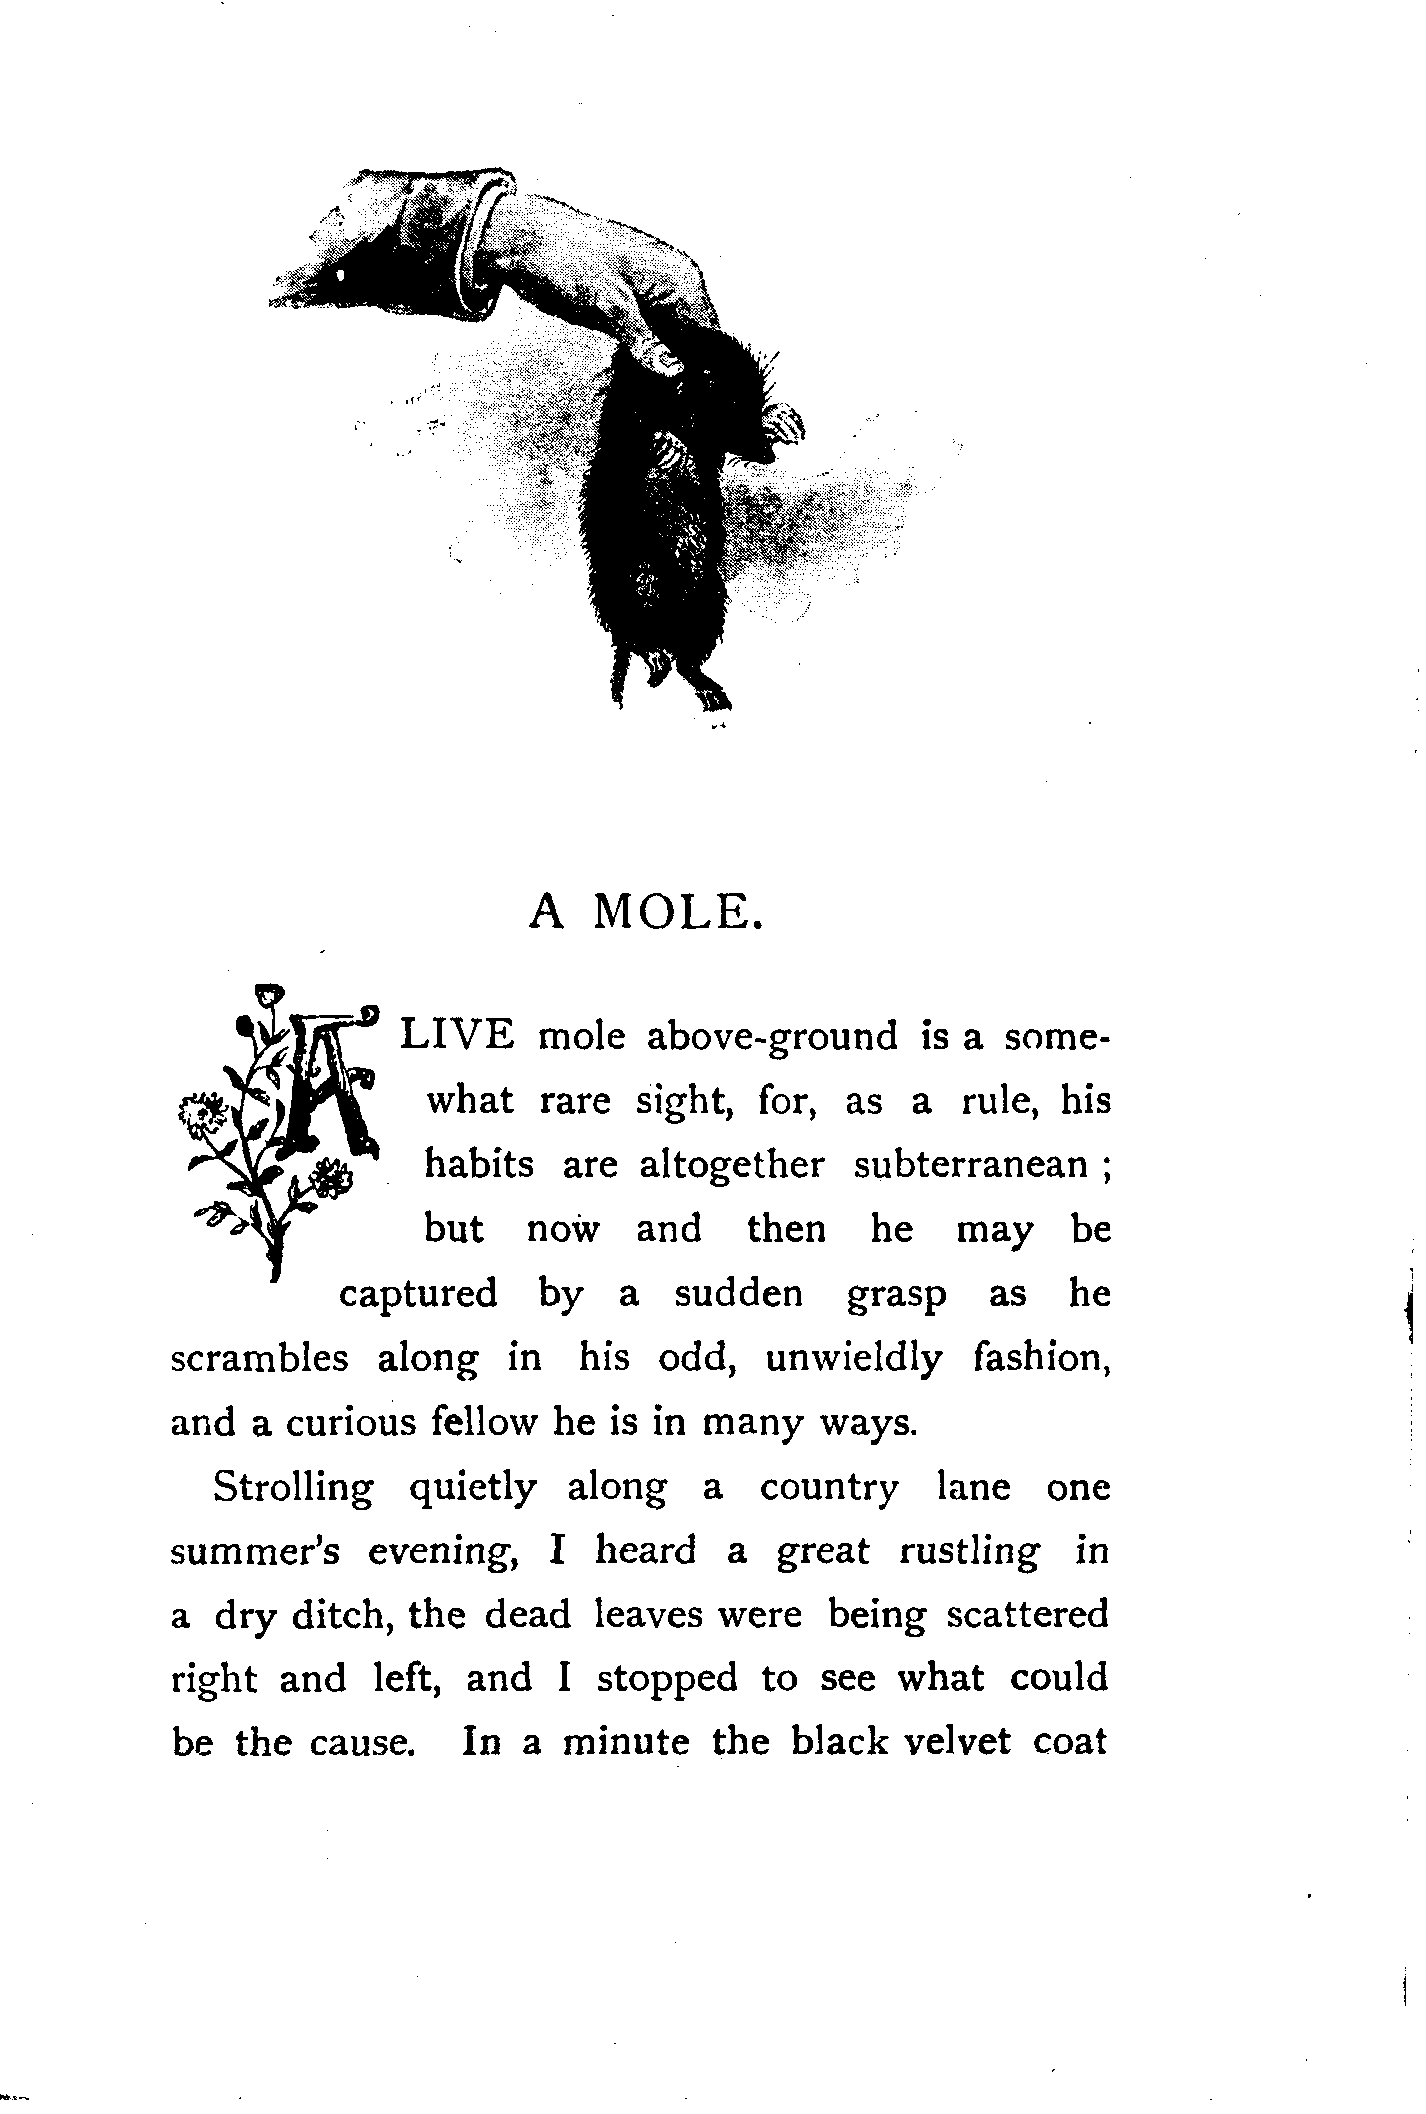 A MOLE.
A LIVE mole above-ground is a some-
what rare sight, for, as a rule, his
habits are altogether subterranean ;
but now and then he may be
captured by a sudden grasp as he
scrambles along in his odd, unwieldly fashion,
and a curious fellow he is in many ways.
Strolling quietly along a country lane one
summer's evening, I heard a great rustling in
a dry ditch, the dead leaves were being scattered
right and left, and I stopped to see what could
be the cause. In a minute the black velvet coat